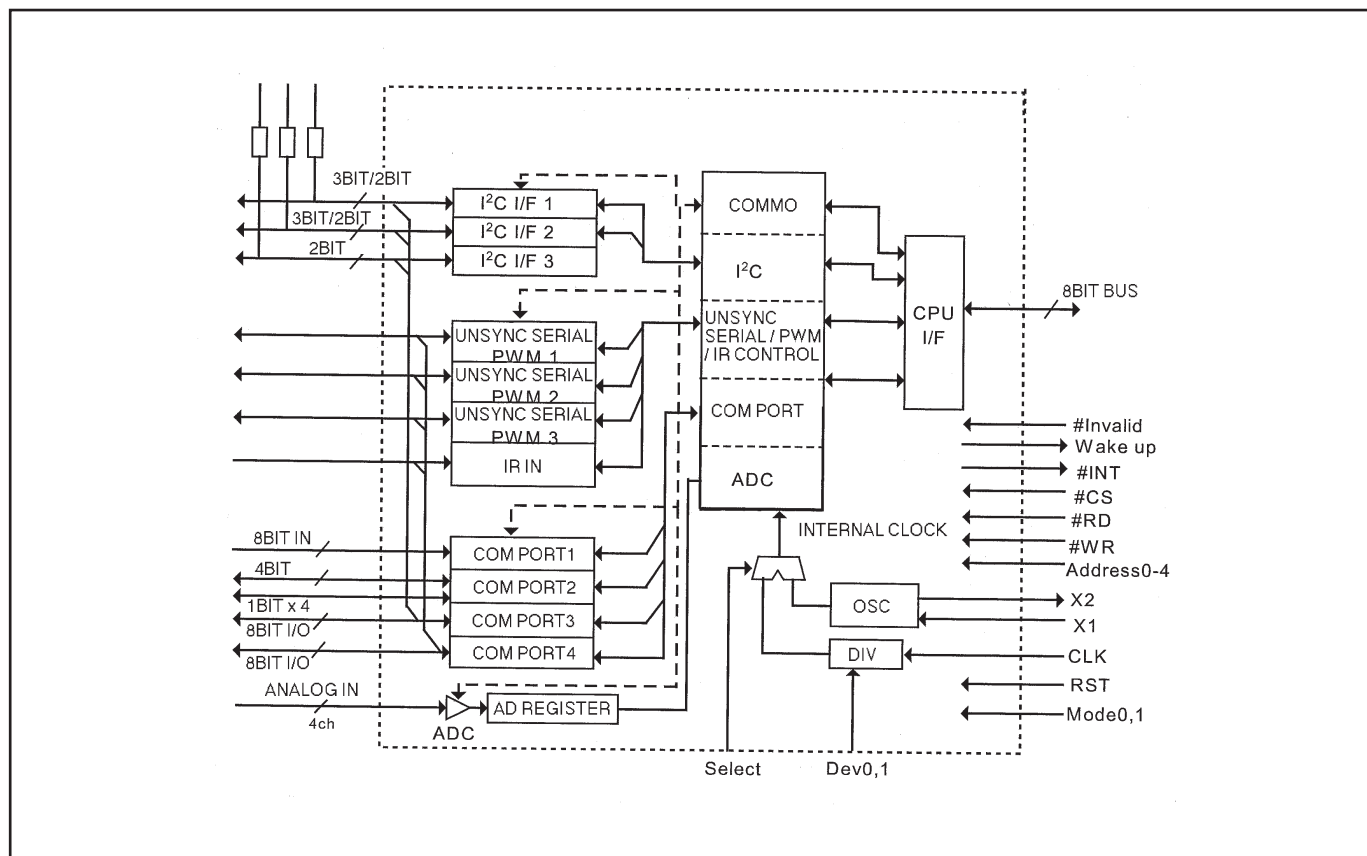 3BIT/2BIT
3BIT/2BIT
2BIT
I²C I/F 1
I²C I/F 2
I²C I/F 3
UNSYNC SERIAL
PWM 1
UNSYNC SERIAL
PWM 2
UNSYNC SERIAL
PWM 3
IR IN
8BIT IN
4BIT
1BIT x 4
8BIT I/O
8BIT I/O
COM PORT1
COM PORT2
COM PORT3
COM PORT4
ANALOG IN
4ch
ADC
AD REGISTER
COMMO
I²C
UNSYNC
SERIAL / PWM
/ IR CONTROL
COM PORT
ADC
CPU
I/F
8BIT BUS
INTERNAL CLOCK
OSC
DIV
#Invalid
Wake up
#INT
#CS
#RD
#WR
Address0-4
X2
X1
CLK
RST
Mode0,1
Select
Dev0,1